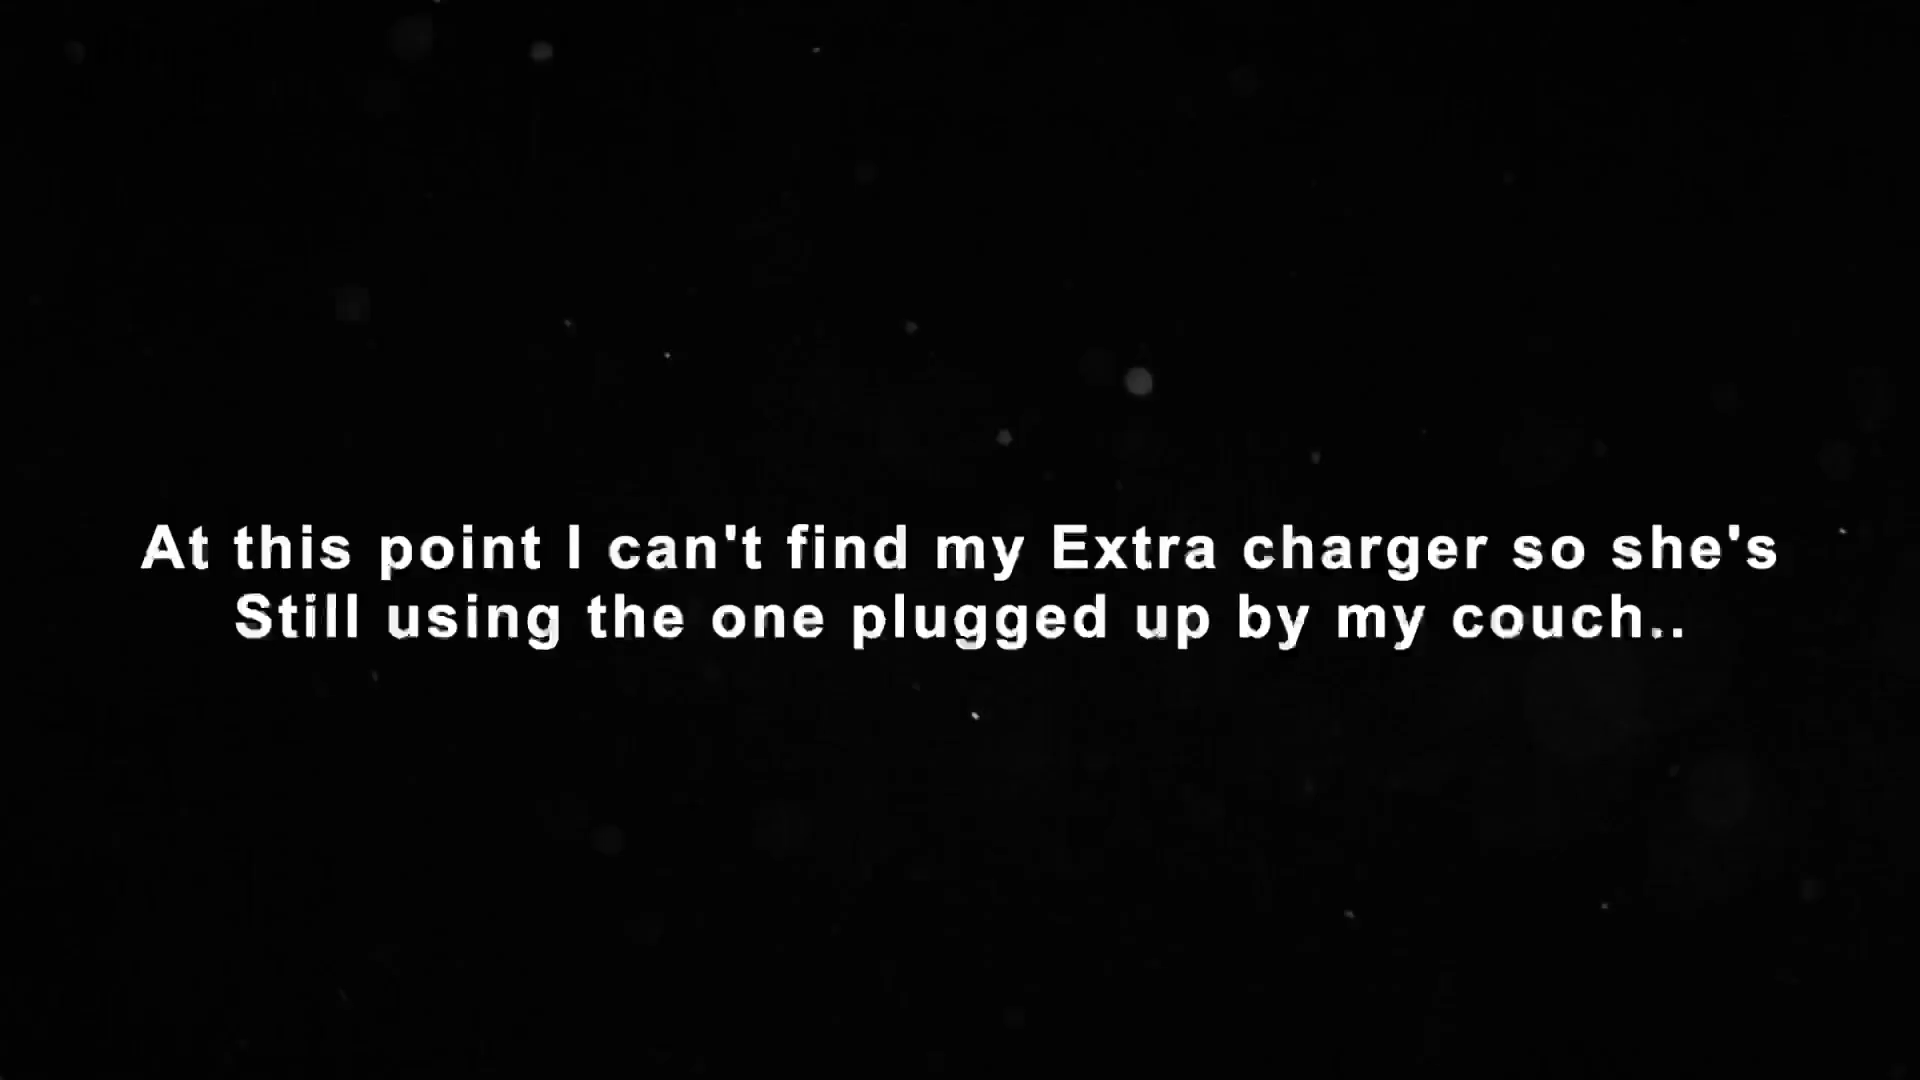 At this point I can't find my Extra charger so she's
Still using the one plugged up by my couch..